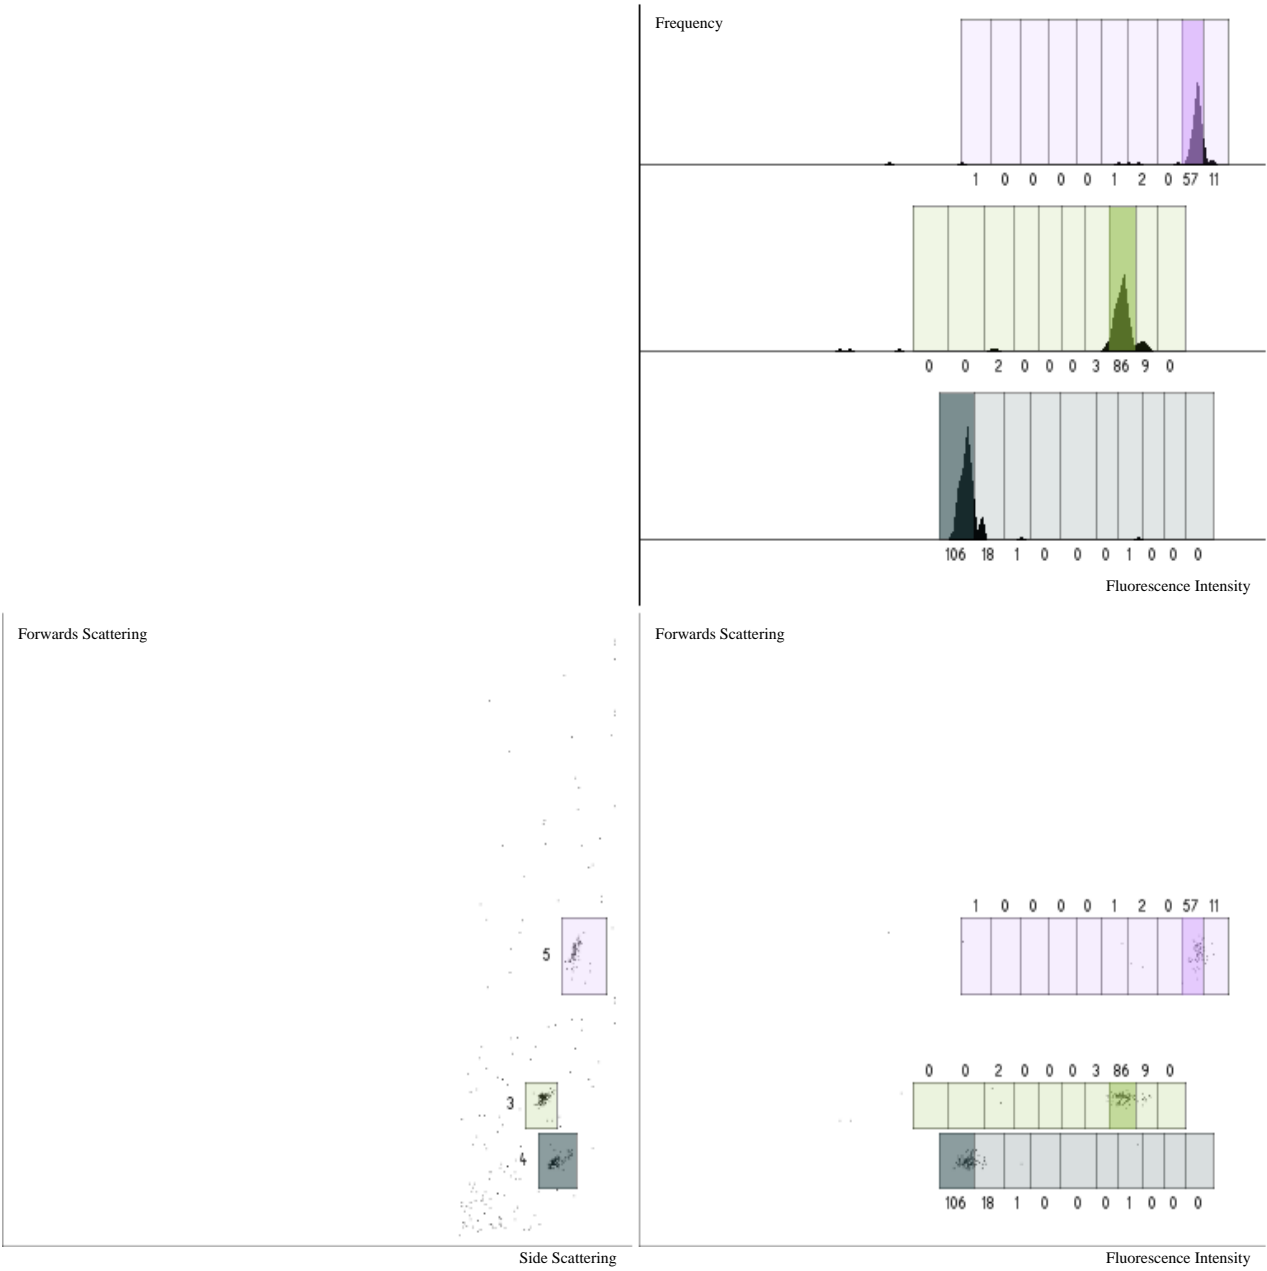 Frequency
1 0 0 0 0 1 2 0 57 11
0 0 2 0 0 0 3 86 9 0
106 18 1 0 0 0 1 0 0 0
Fluorescence Intensity
Forwards Scattering
5
3
4
Side Scattering
Forwards Scattering
1 0 0 0 0 1 2 0 57 11
0 0 2 0 0 0 3 86 9 0
106 18 1 0 0 0 1 0 0 0
Fluorescence Intensity